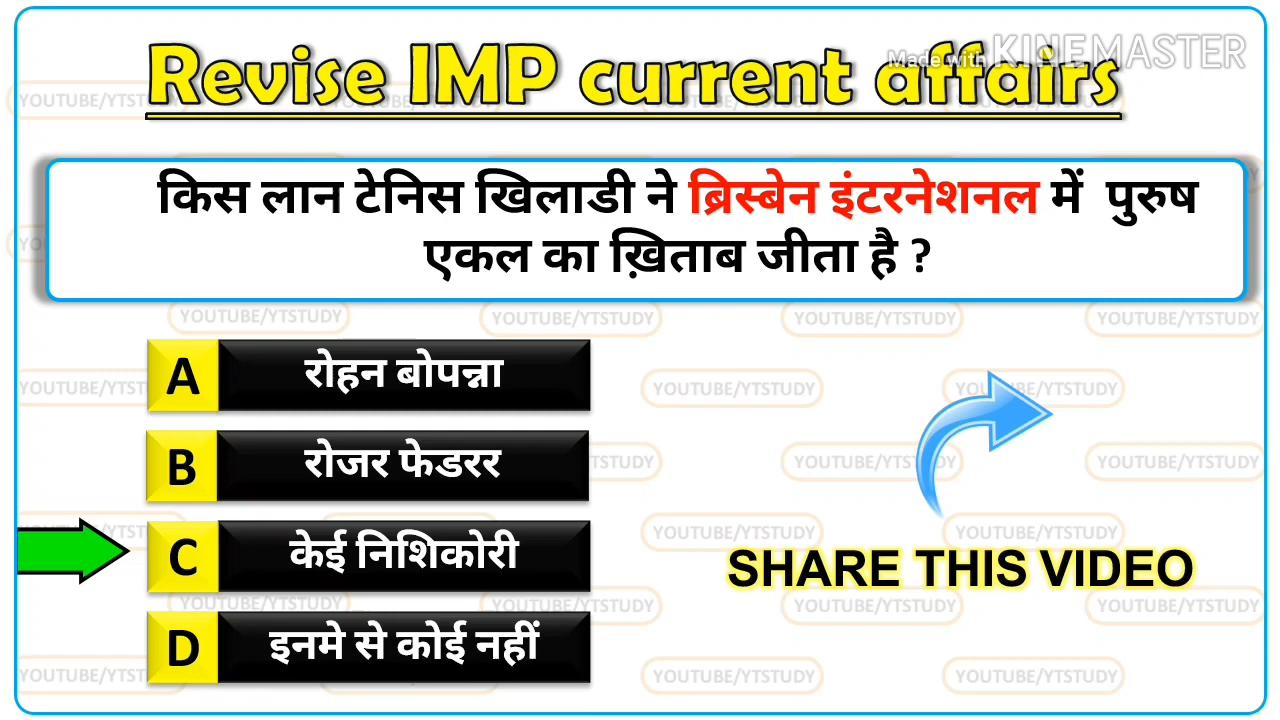 Revise IMP current affairs
Made with KINEMASTER
किस लान टेनिस खिलाडी ने ब्रिस्बेन इंटरनेशनल में पुरुष
एकल का ख़िताब जीता है ?
A रोहन बोपन्ना
B रोजर फेडरर
C केई निशिकोरी
D इनमे से कोई नहीं
SHARE THIS VIDEO
YOUTUBE/YTSTUDY